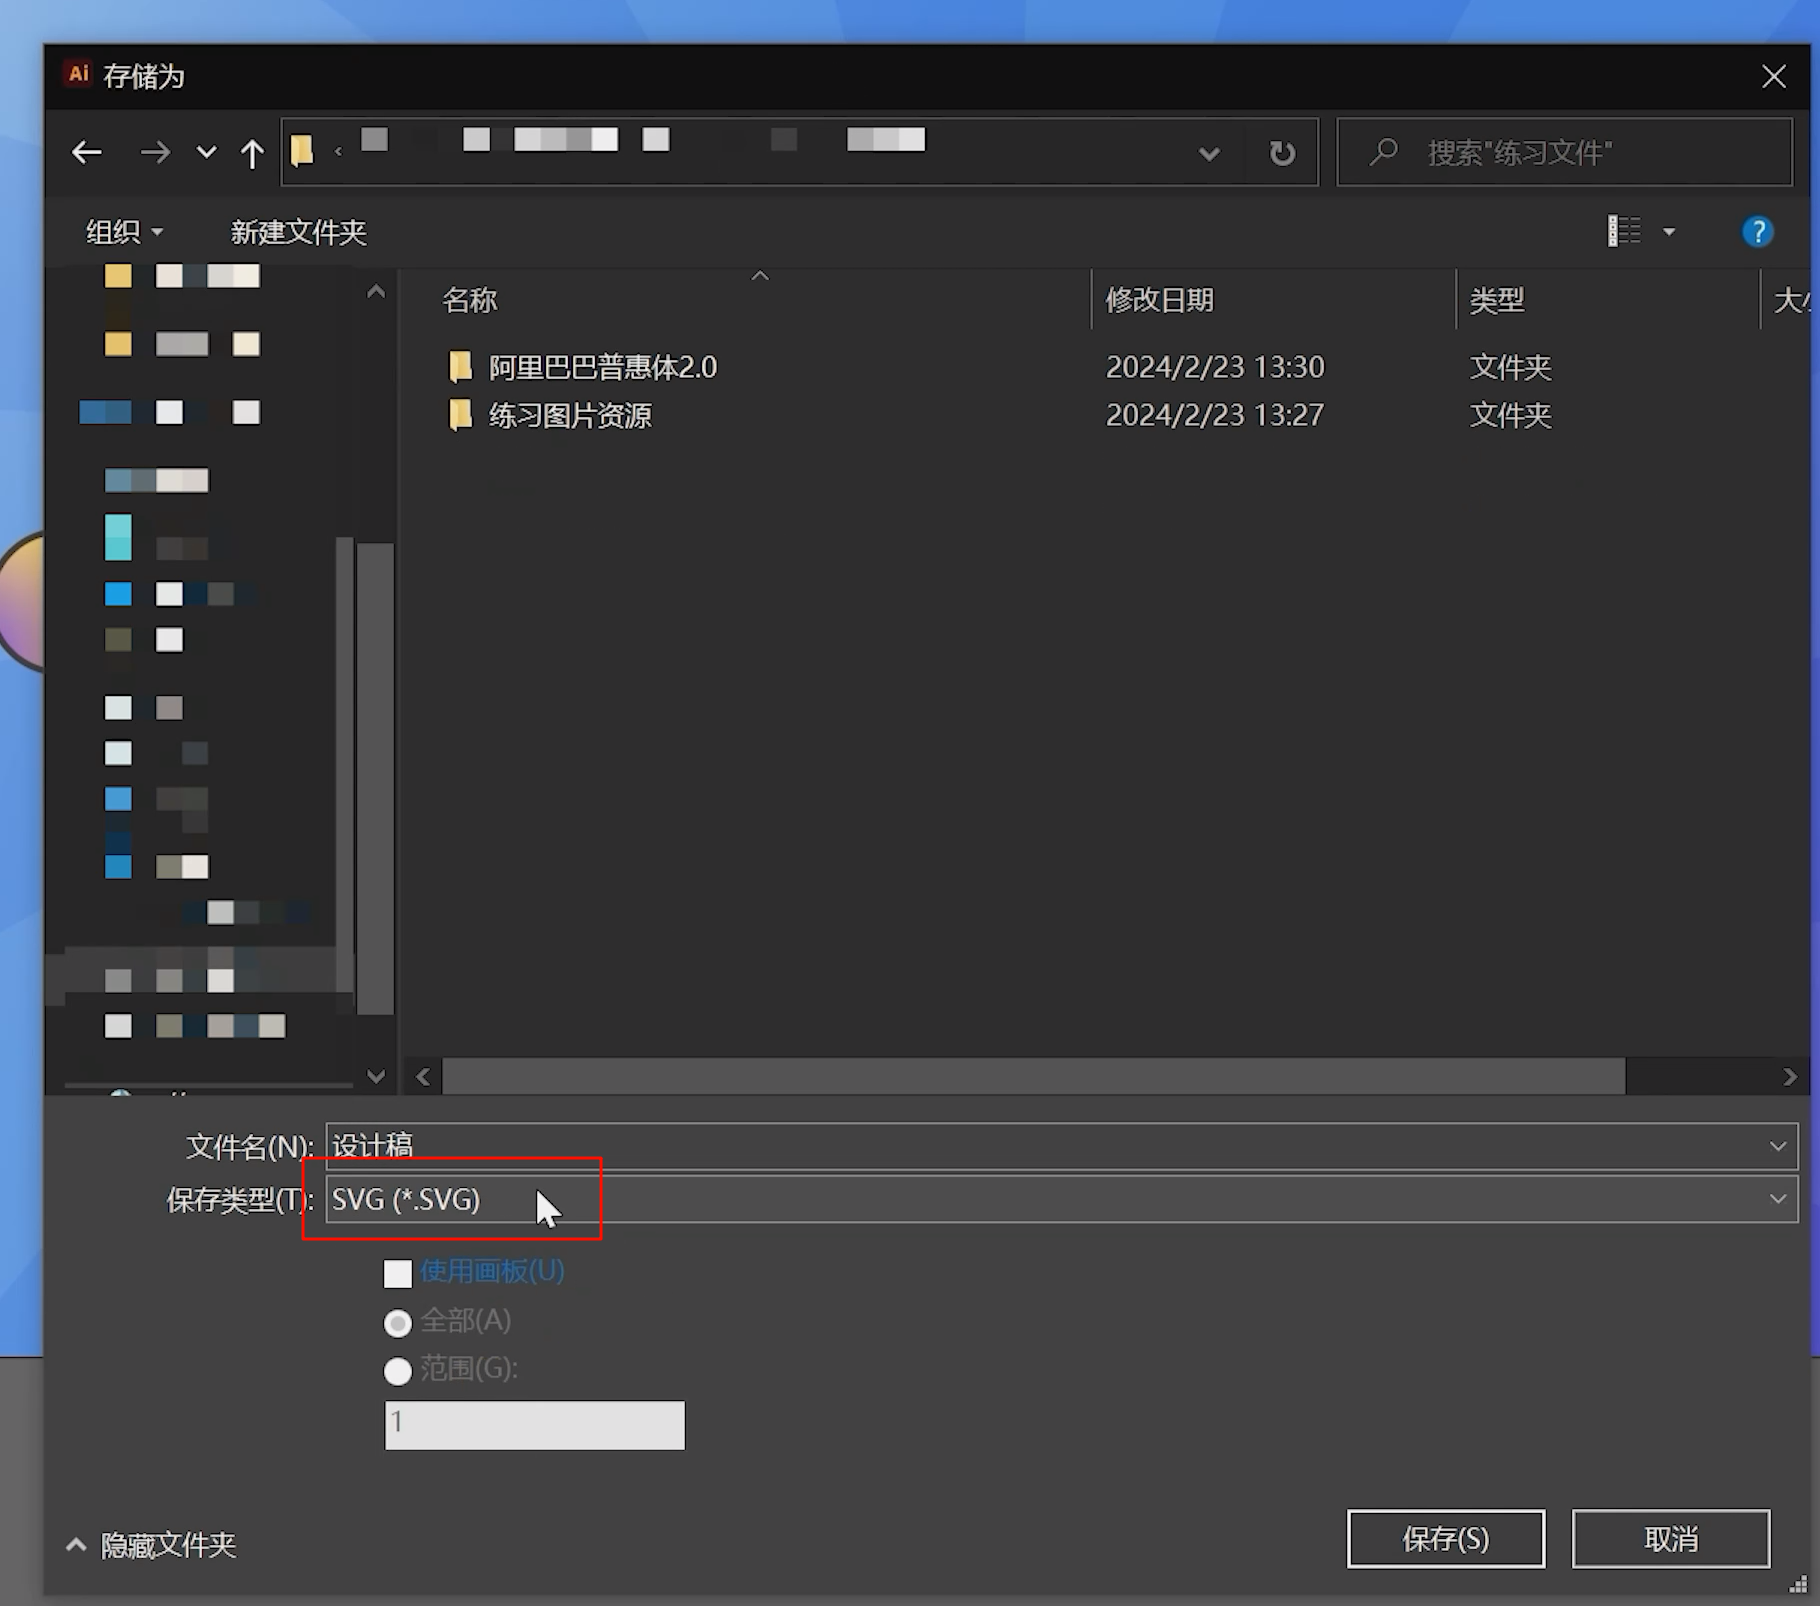 Ai 存储为
搜索"练习文件"
组织 新建文件夹
名称 修改日期 类型
阿里巴巴普惠体2.0 2024/2/23 13:30 文件夹
练习图片资源 2024/2/23 13:27 文件夹
文件名(N): 设计稿
保存类型(T): SVG (*.SVG)
使用画板(U)
全部(A)
范围(G):
1
隐藏文件夹 保存(S) 取消